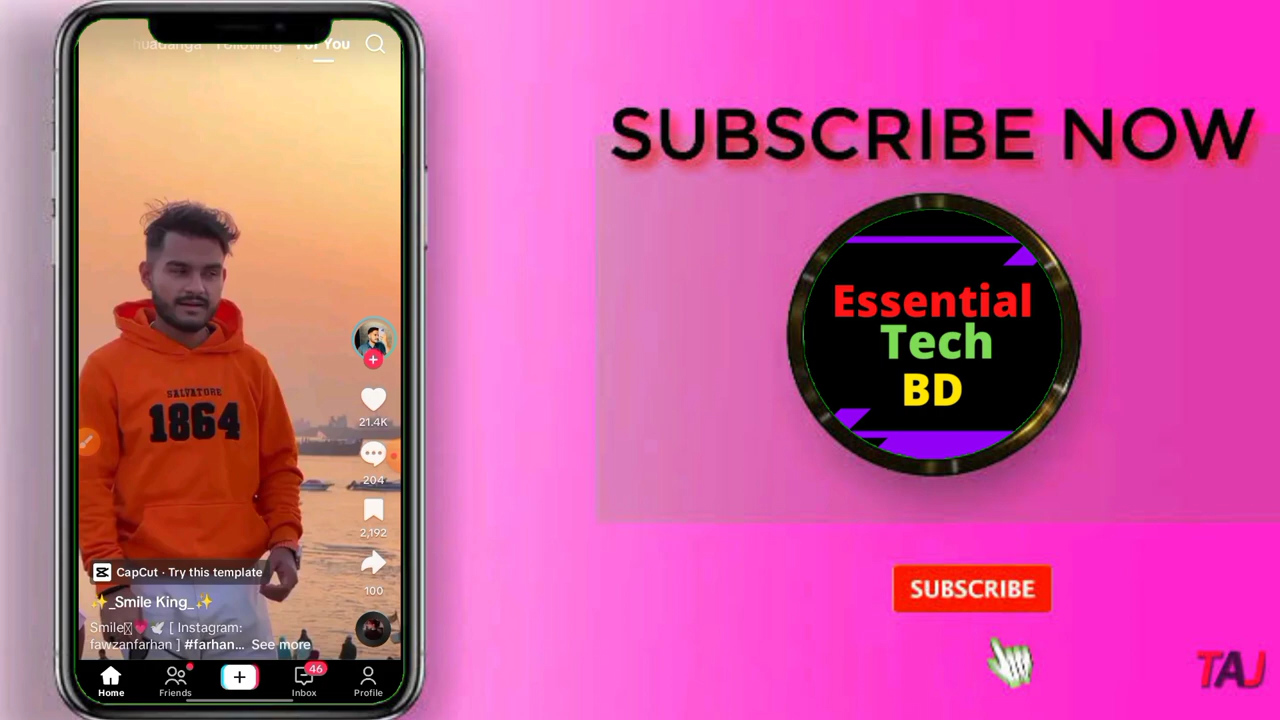 Following For You
SALVATORE
1864
21.4K
204
2,192
100
CapCut · Try this template
✨_Smile King_✨
Smile💗🕊 [ Instagram:
fawzanfarhan ] #farhan... See more
Home
Friends
46
Inbox
Profile
SUBSCRIBE NOW
Essential
Tech
BD
SUBSCRIBE
TAJ